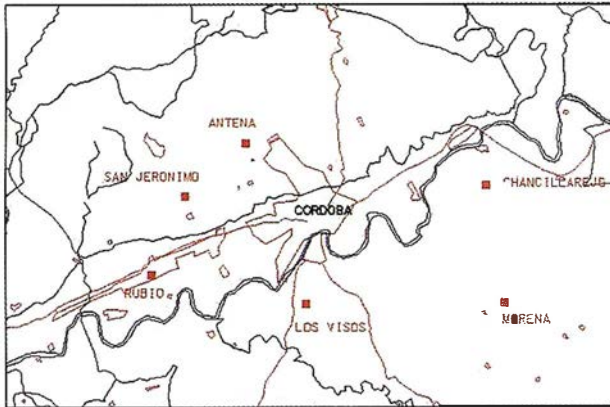 ANTENA
SAN JERONIMO
CHANCILLAREJO
CORDOBA
RUBIO
LOS VISOS
MORENA